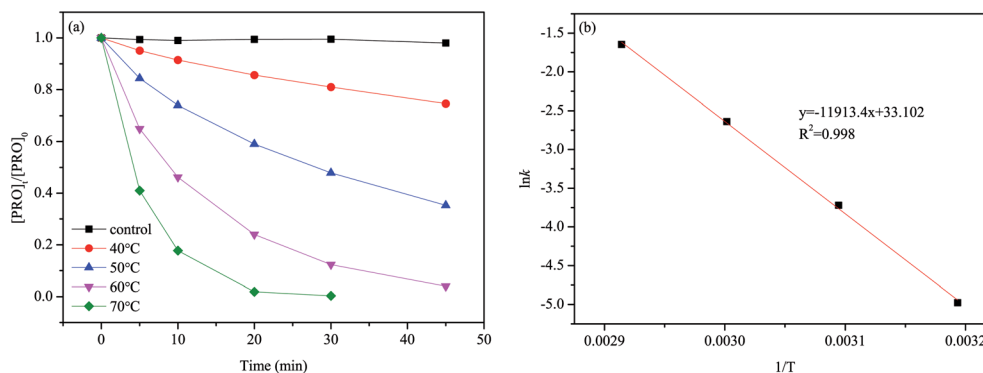 (a)
1.0
0.8
0.6
0.4
0.2
0.0
[PRO]t/[PRO]0
control
40°C
50°C
60°C
70°C
0 10 20 30 40 50
Time (min)
(b)
-1.5
-2.0
-2.5
-3.0
-3.5
-4.0
-4.5
-5.0
lnk
y=-11913.4x+33.102
R²=0.998
0.0029 0.0030 0.0031 0.0032
1/T